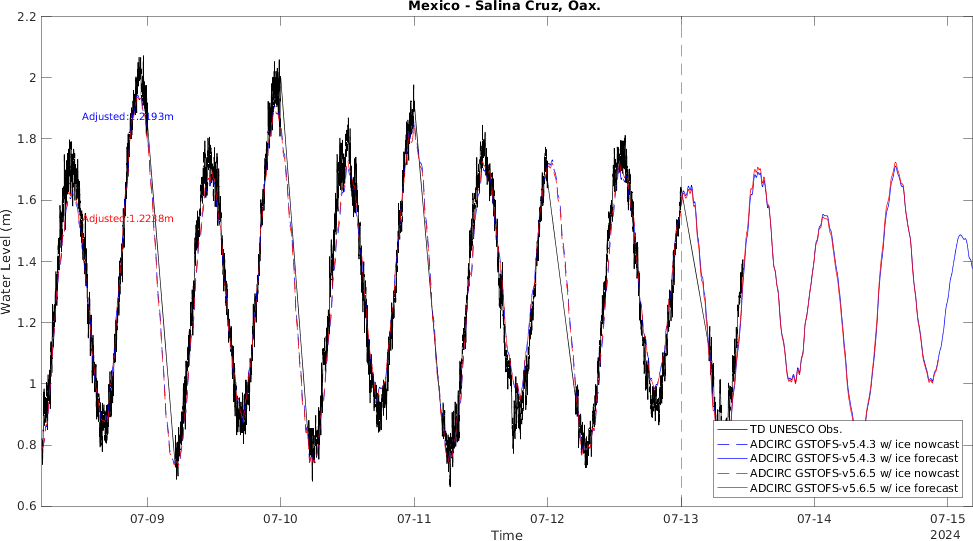 Mexico - Salina Cruz, Oax.
2.2
2
1.8
1.6
1.4
1.2
1
0.8
0.6
Water Level (m)
Adjusted:
Adjusted:1.2238m
TD UNESCO Obs.
ADCIRC GSTOFS-v5.4.3 w/ ice nowcast
ADCIRC GSTOFS-v5.4.3 w/ ice forecast
ADCIRC GSTOFS-v5.6.5 w/ ice nowcast
ADCIRC GSTOFS-v5.6.5 w/ ice forecast
07-09
07-10
07-11
07-12
07-13
07-14
07-15
Time
2024